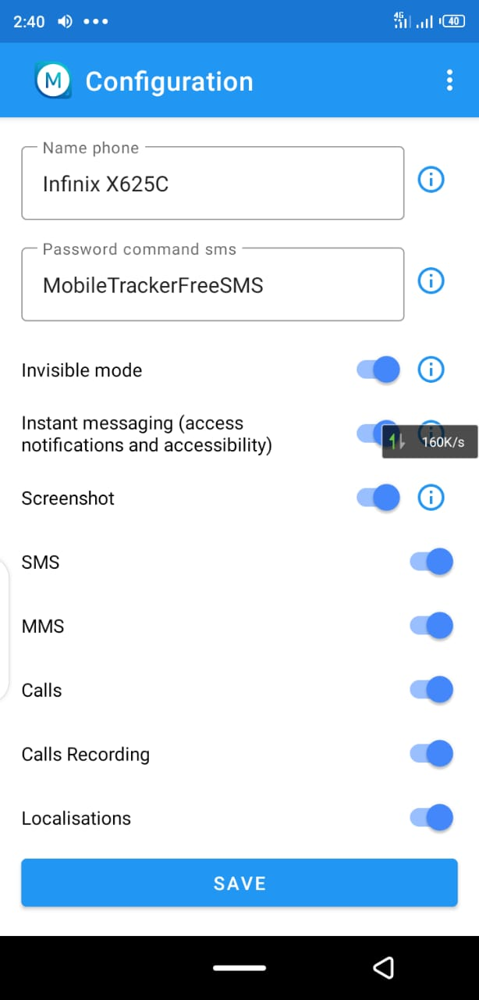 2:40
4G
40
M
Configuration
Name phone
Infinix X625C
Password command sms
MobileTrackerFreeSMS
Invisible mode
Instant messaging (access
notifications and accessibility)
160K/s
Screenshot
SMS
MMS
Calls
Calls Recording
Localisations
SAVE